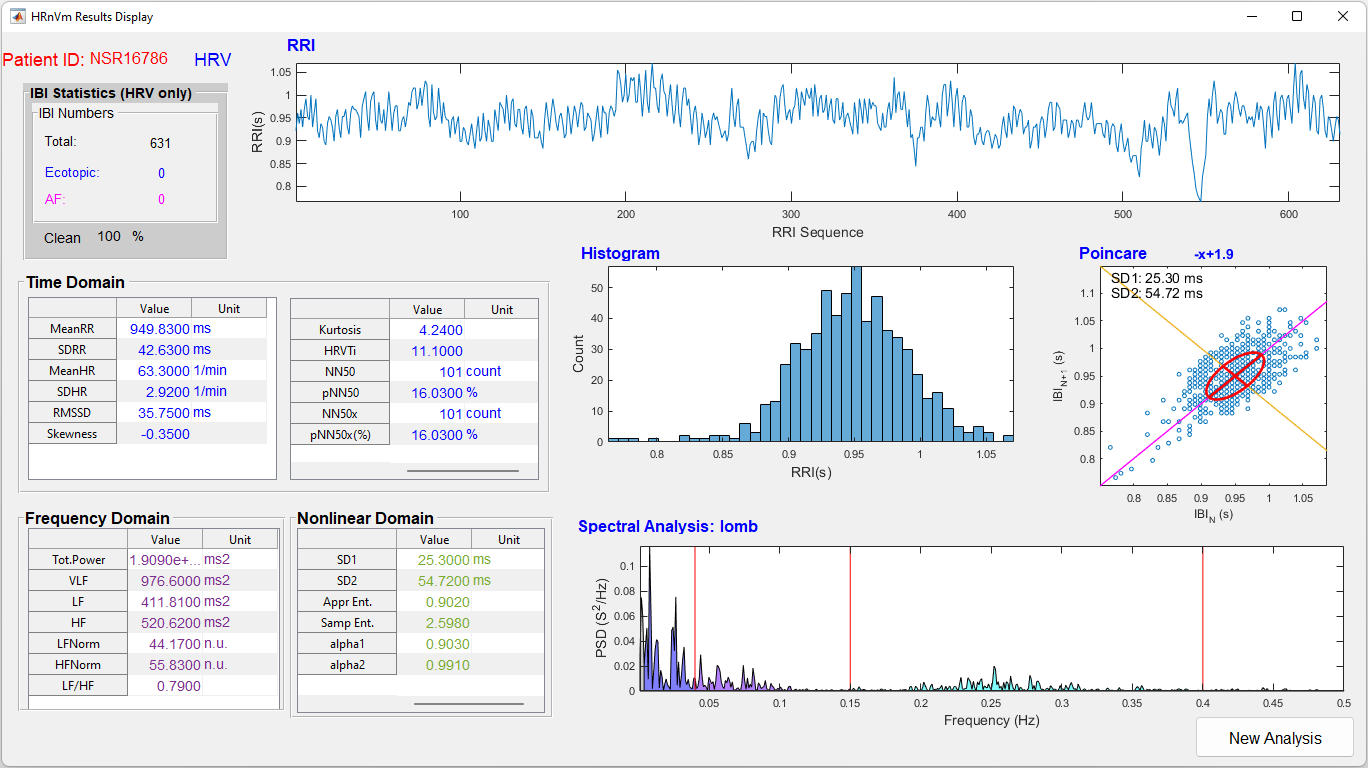 HRnVm Results Display
Patient ID: NSR16786 HRV
IBI Statistics (HRV only)
IBI Numbers
Total: 631
Ecotopic: 0
AF: 0
Clean 100 %
RRI
RRI(s)
1.05
1
0.95
0.9
0.85
0.8
100 200 300 400 500 600
RRI Sequence
Time Domain
Value Unit
MeanRR 949.8300 ms
SDRR 42.6300 ms
MeanHR 63.3000 1/min
SDHR 2.9200 1/min
RMSSD 35.7500 ms
Skewness -0.3500
Value Unit
Kurtosis 4.2400
HRVTi 11.1000
NN50 101 count
pNN50 16.0300 %
NN50x 101 count
pNN50x(%) 16.0300 %
Histogram
Count
50
40
30
20
10
0
0.8 0.85 0.9 0.95 1 1.05
RRI(s)
Poincare -x+1.9
SD1: 25.30 ms
SD2: 54.72 ms
IBI N+1 (s)
1.1
1.05
1
0.95
0.9
0.85
0.8
0.8 0.85 0.9 0.95 1 1.05
IBI N (s)
Frequency Domain
Value Unit
Tot.Power 1.9090e+... ms2
VLF 976.6000 ms2
LF 411.8100 ms2
HF 520.6200 ms2
LFNorm 44.1700 n.u.
HFNorm 55.8300 n.u.
LF/HF 0.7900
Nonlinear Domain
Value Unit
SD1 25.3000 ms
SD2 54.7200 ms
Appr Ent. 0.9020
Samp Ent. 2.5980
alpha1 0.9030
alpha2 0.9910
Spectral Analysis: lomb
PSD (S²/Hz)
0.1
0.08
0.06
0.04
0.02
0
0.05 0.1 0.15 0.2 0.25 0.3 0.35 0.4 0.45 0.5
Frequency (Hz)
New Analysis